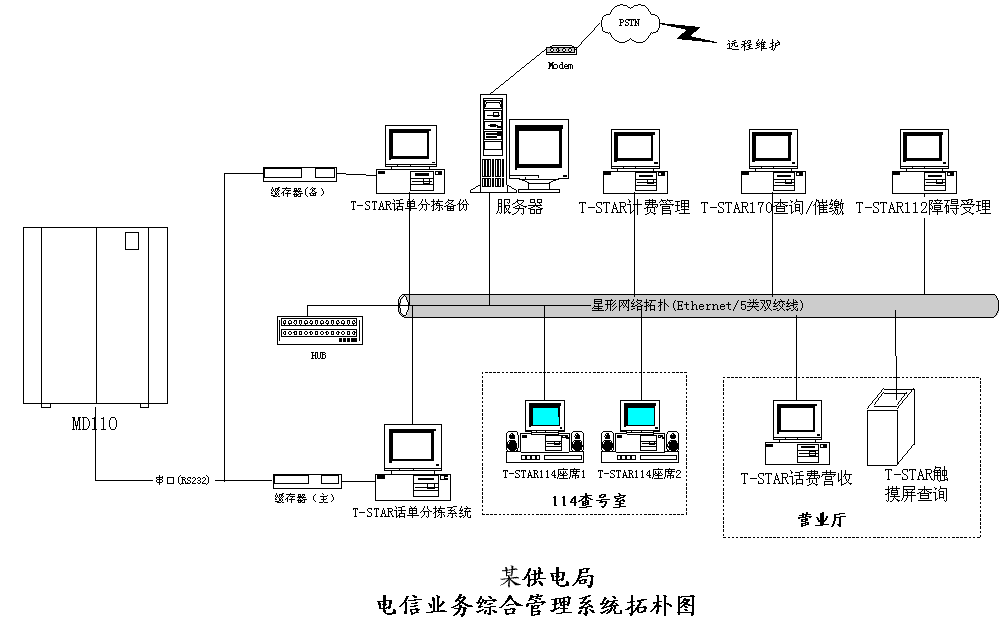 PSTN
远程维护
Modem
缓存器(备)
T-STAR话单分拣备份
服务器
T-STAR计费管理
T-STAR170查询/催缴
T-STAR112障碍受理
星形网络拓扑(Ethernet/5类双绞线)
HUB
MD110
串口(RS232)
缓存器(主)
T-STAR话单分拣系统
T-STAR114座席1
T-STAR114座席2
114查号室
T-STAR话费营收
T-STAR触
摸屏查询
营业厅
某供电局
电信业务综合管理系统拓朴图